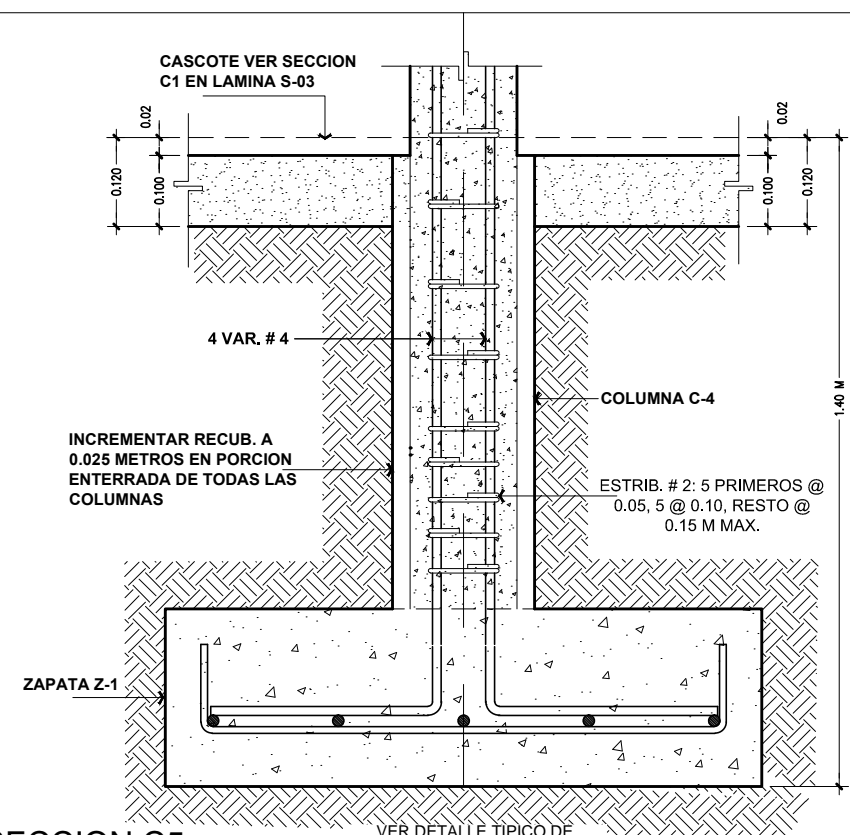 CASCOTE VER SECCION
C1 EN LAMINA S-03
0.02
0.120
0.100
0.02
0.100
0.120
4 VAR. # 4
1.40 M
COLUMNA C-4
INCREMENTAR RECUB. A
0.025 METROS EN PORCION
ENTERRADA DE TODAS LAS
COLUMNAS
ESTRIB. # 2: 5 PRIMEROS @
0.05, 5 @ 0.10, RESTO @
0.15 M MAX.
ZAPATA Z-1
VER DETALLE TIPICO DE